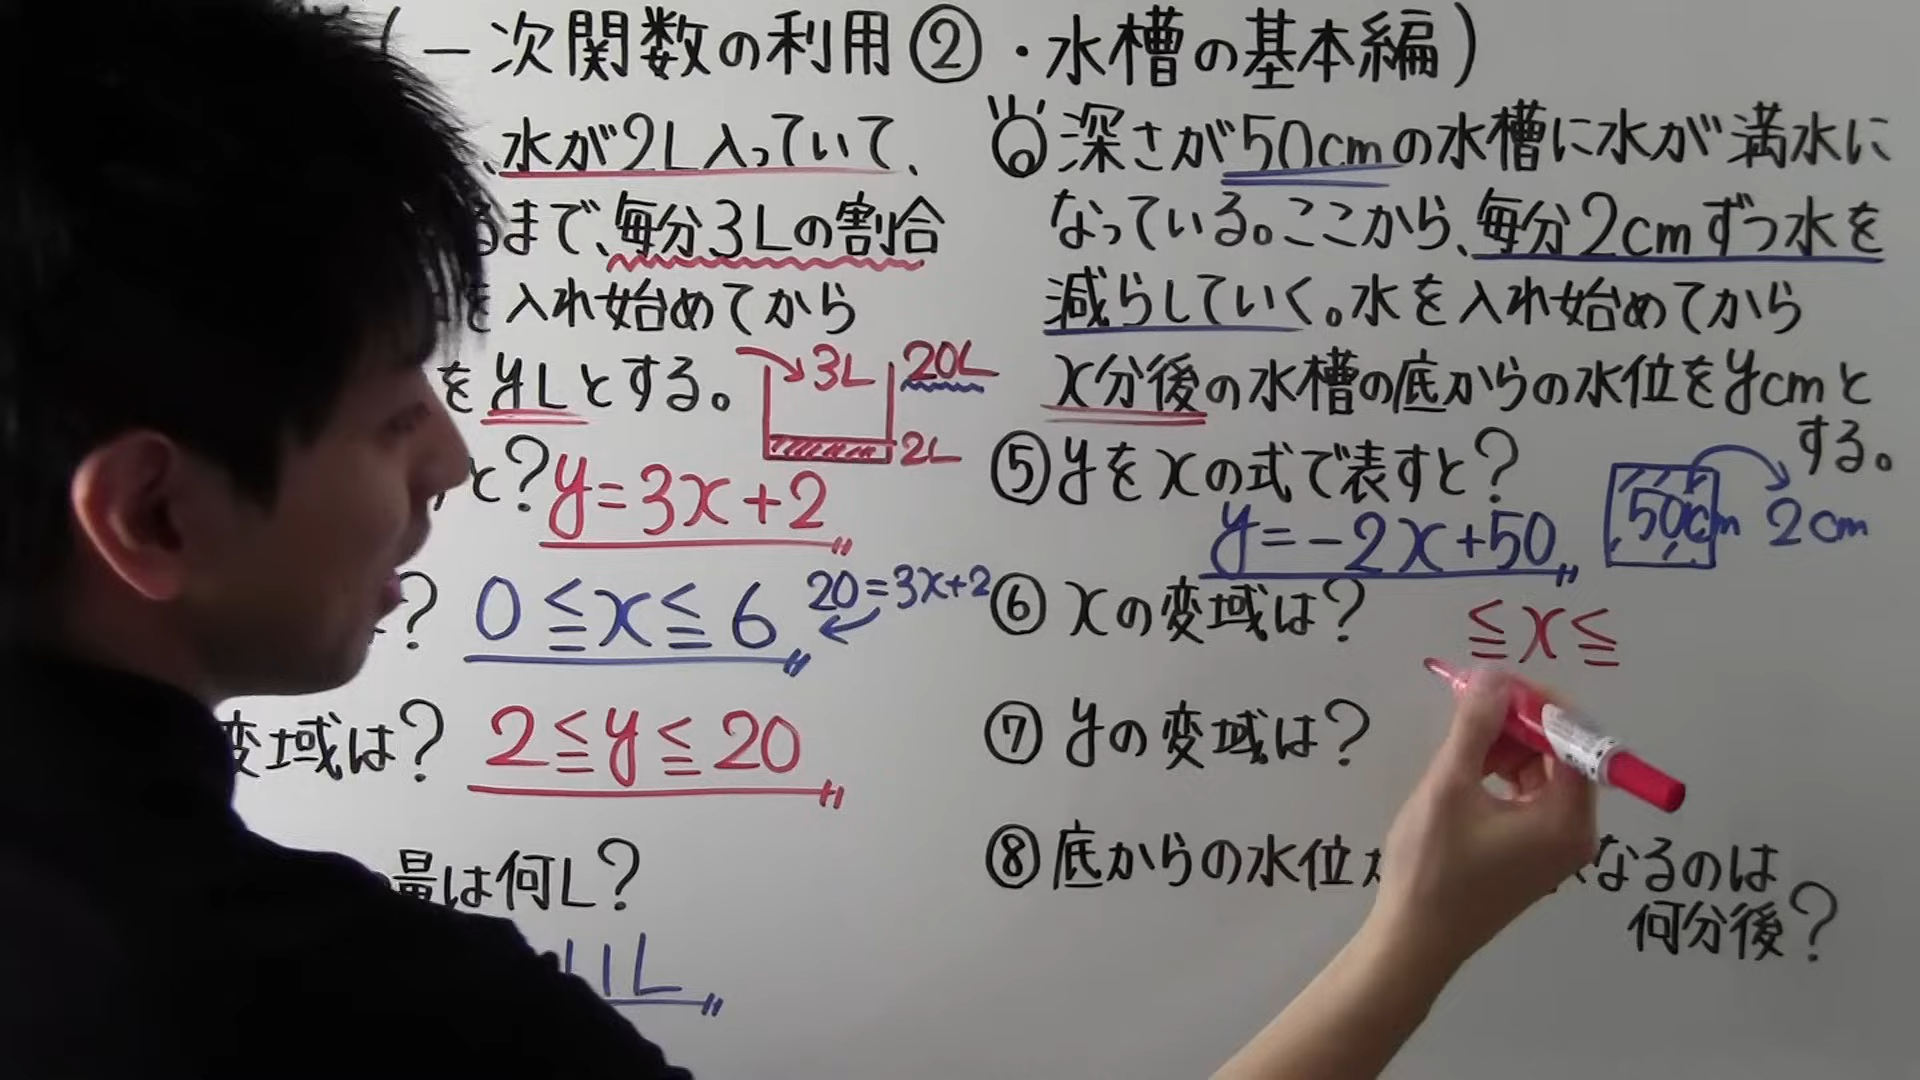 (一次関数の利用②・水槽の基本編)
、水が2L入っていて、
るまで、毎分3Lの割合
を入れ始めてから
をyLとする。
3L
20L
2L
と?
y=3x+2
?
0≦x≦6
20=3x+2
変域は?
2≦y≦20
量は何L?
11L
◎深さが50cmの水槽に水が満水に
なっている。ここから、毎分2cmずつ水を
減らしていく。水を入れ始めてから
x分後の水槽の底からの水位をycmと
する。
⑤yをxの式で表すと?
y=-2x+50
50cm
2cm
⑥xの変域は?
≦x≦
⑦yの変域は?
⑧底からの水位
なるのは
何分後?